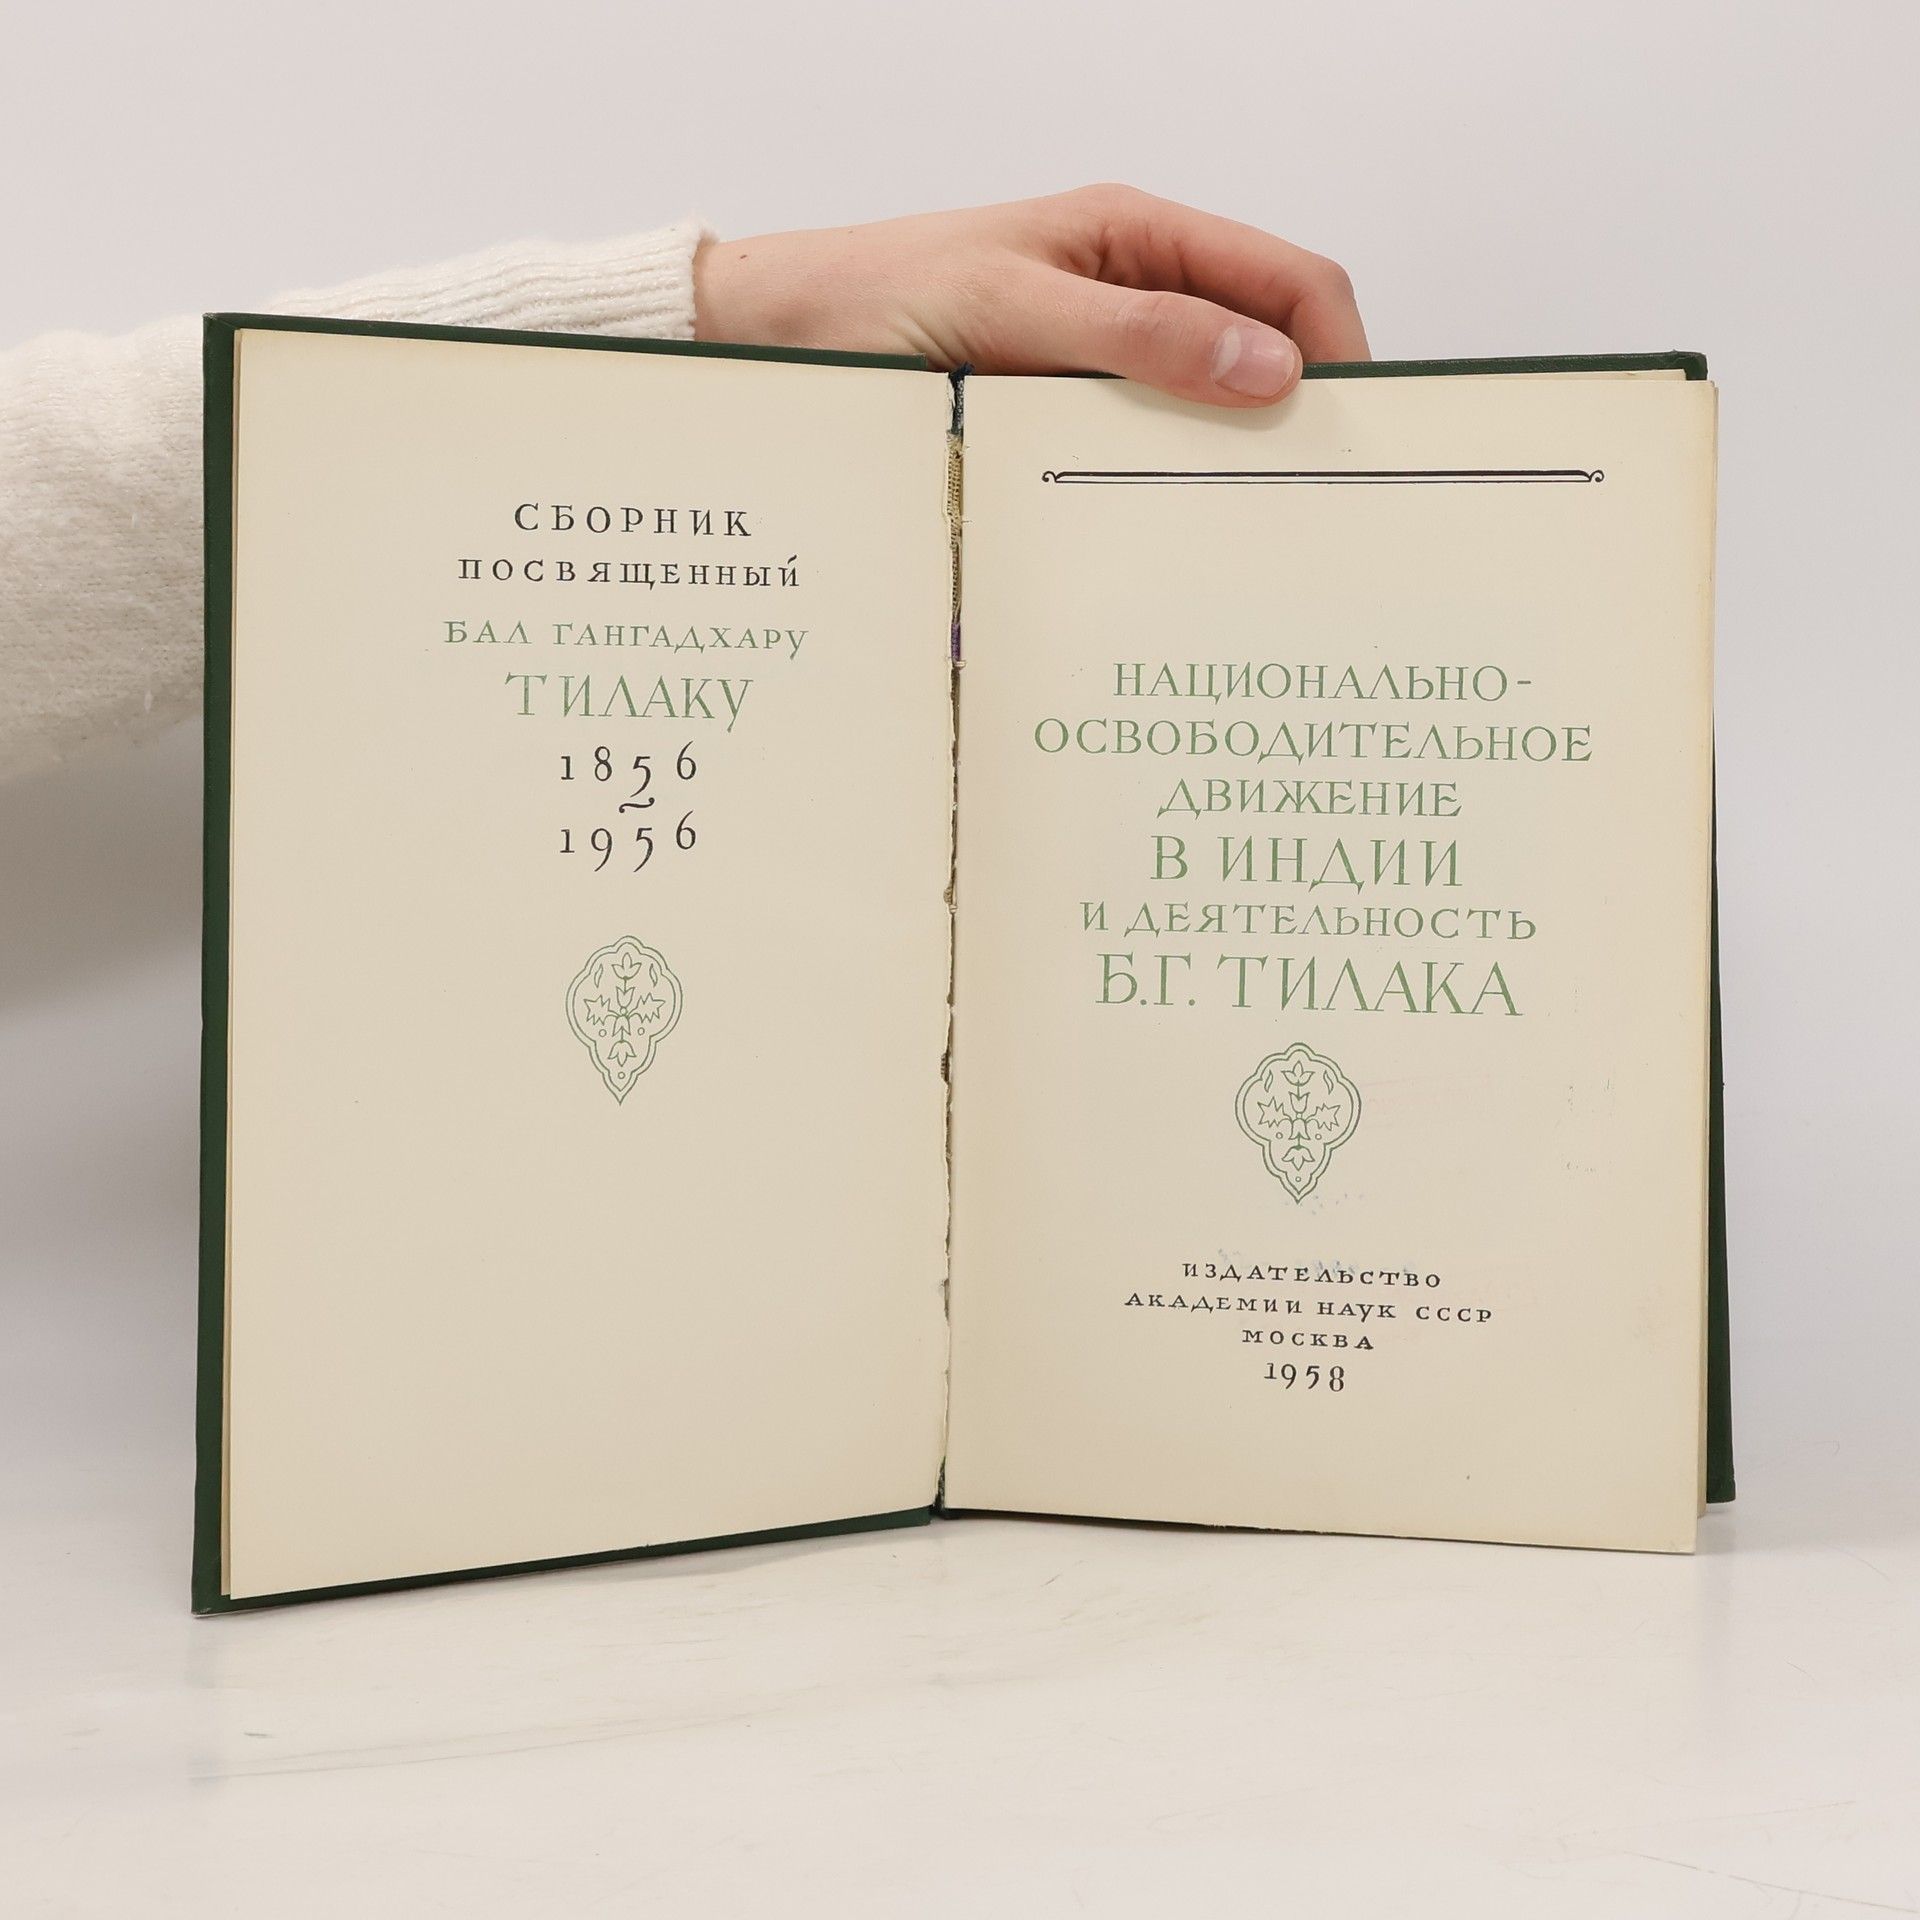 СБОРНИК
ПОСВЯЩЕННЫЙ
БАЛ ГАНГАДХАРУ
ТИЛАКУ
1856
~
1956
НАЦИОНАЛЬНО-
ОСВОБОДИТЕЛЬНОЕ
ДВИЖЕНИЕ
В ИНДИИ
И ДЕЯТЕЛЬНОСТЬ
Б.Г. ТИЛАКА
ИЗДАТЕЛЬСТВО
АКАДЕМИИ НАУК СССР
МОСКВА
1958